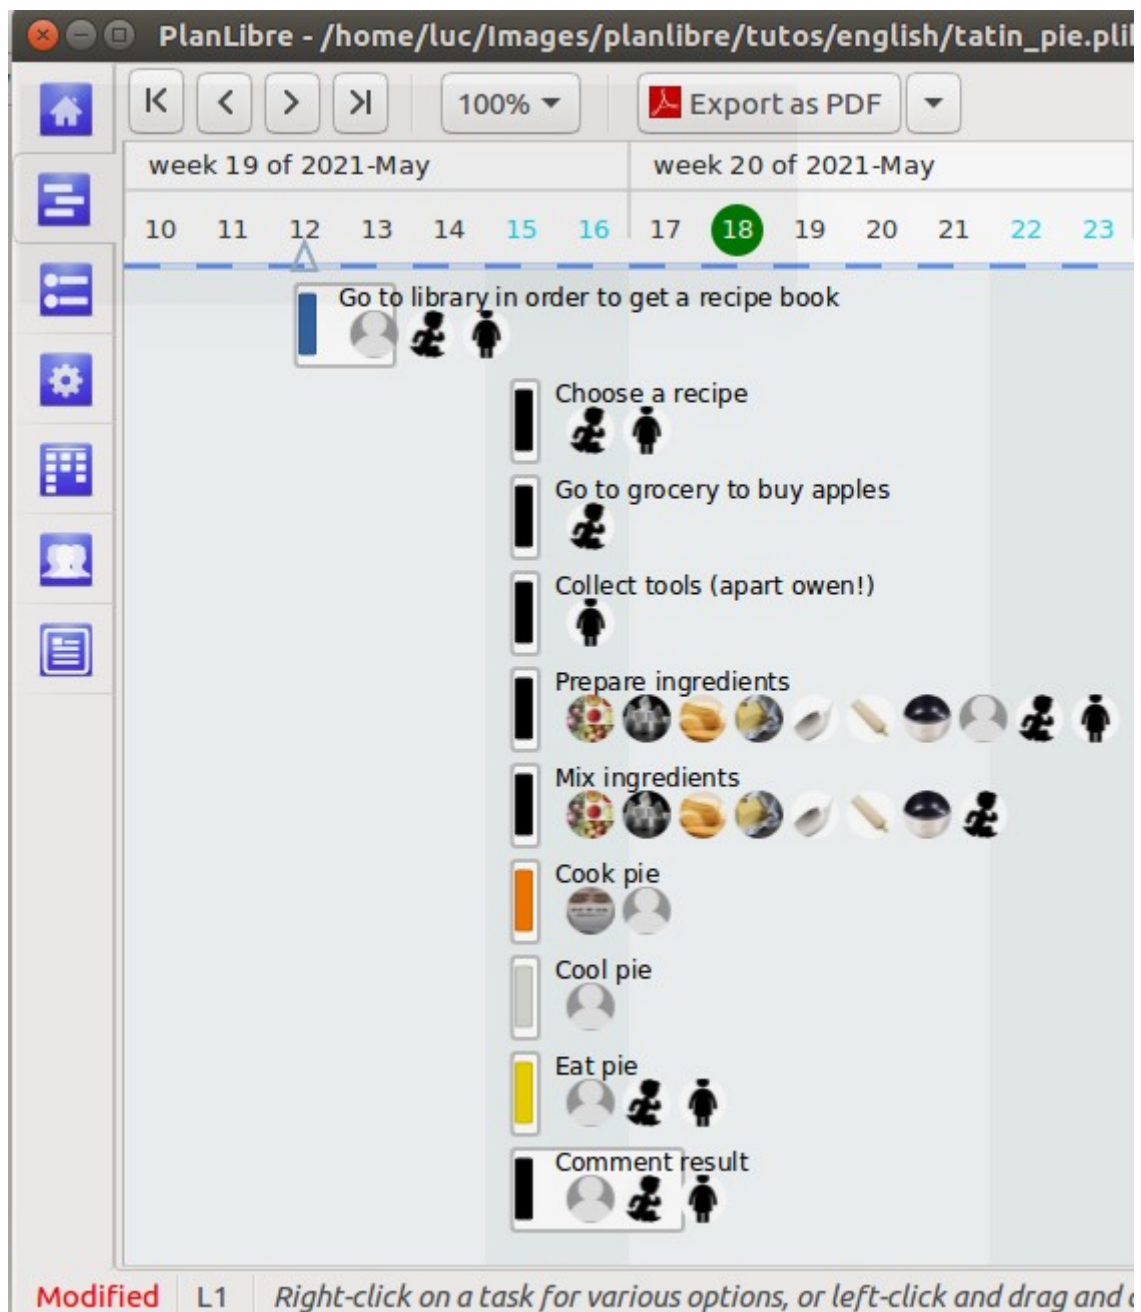 PlanLibre - /home/luc/Images/planlibre/tutos/english/tatin_pie.plib
100% Export as PDF
week 19 of 2021-May week 20 of 2021-May
10 11 12 13 14 15 16 17 18 19 20 21 22 23
Go to library in order to get a recipe book
Choose a recipe
Go to grocery to buy apples
Collect tools (apart owen!)
Prepare ingredients
Mix ingredients
Cook pie
Cool pie
Eat pie
Comment result
Modified L1 Right-click on a task for various options, or left-click and drag and